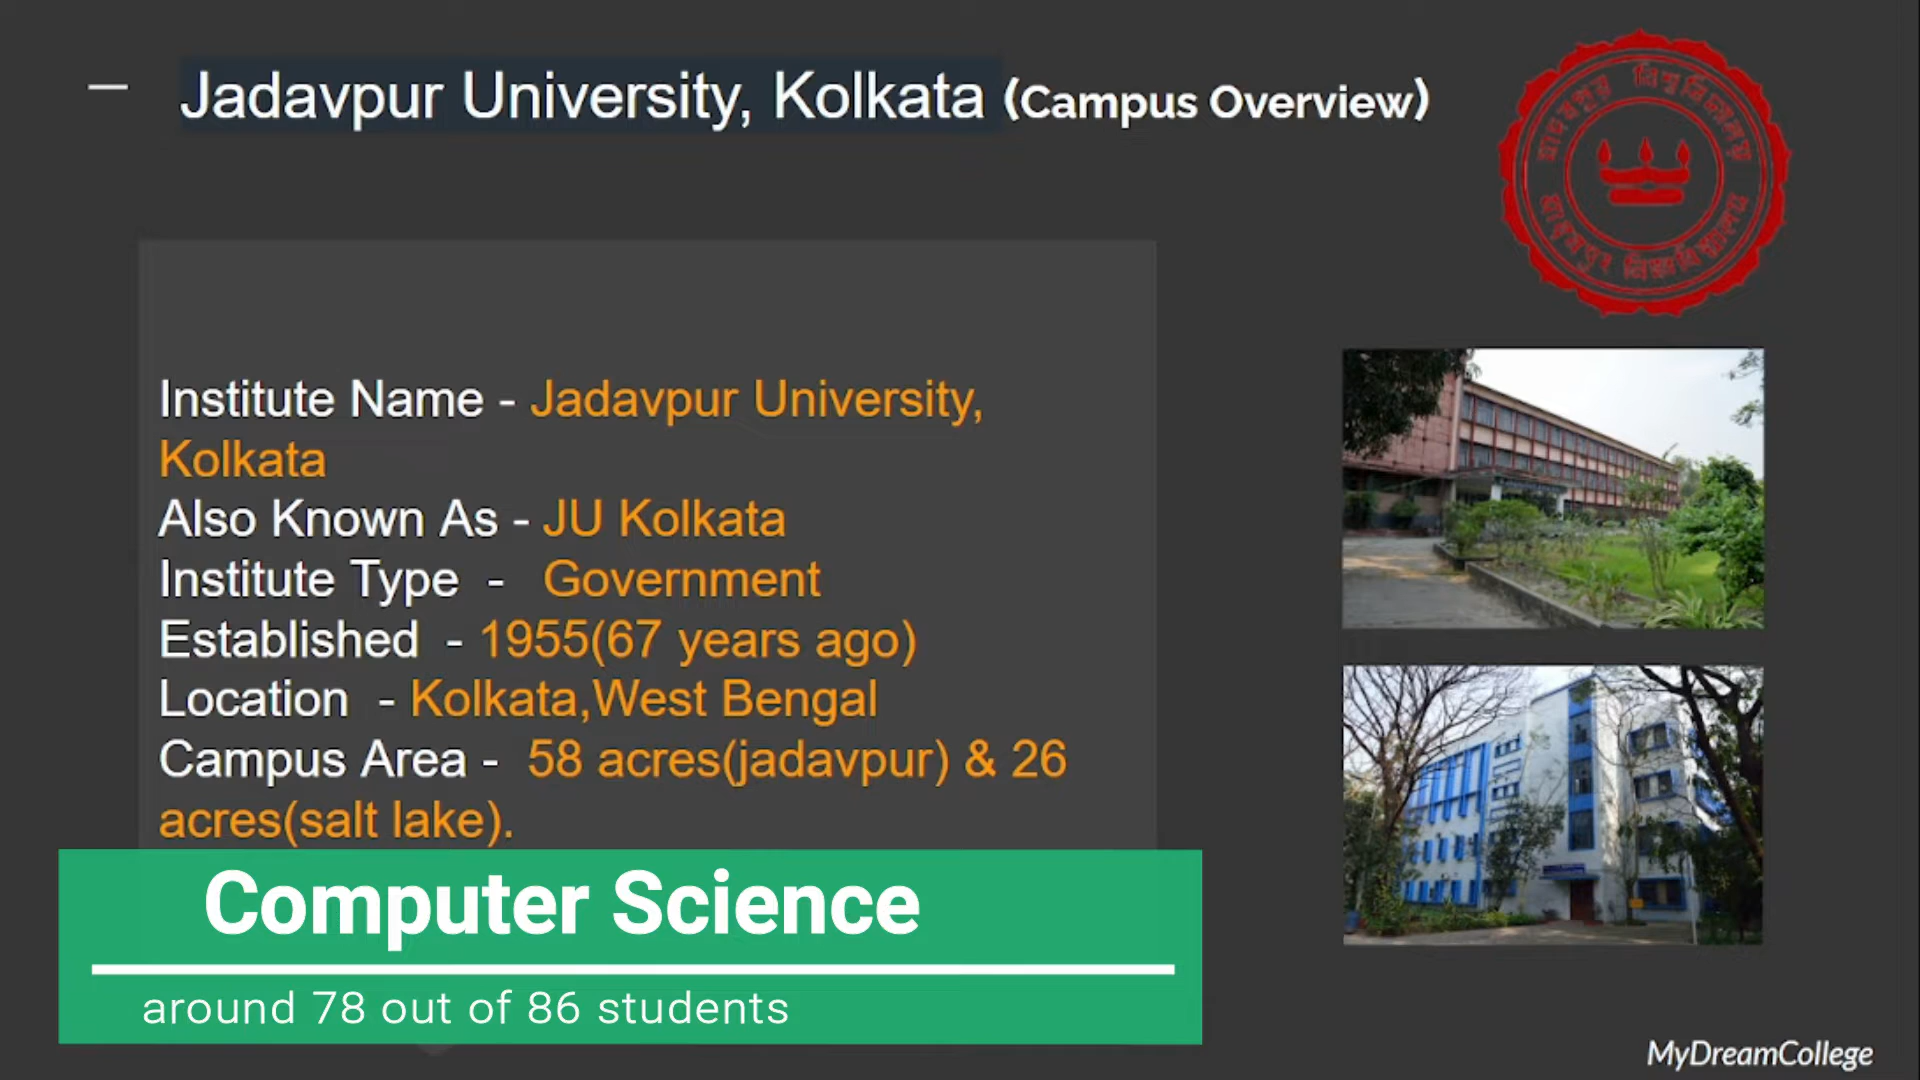 Jadavpur University, Kolkata (Campus Overview)
Institute Name - Jadavpur University,
Kolkata
Also Known As - JU Kolkata
Institute Type - Government
Established - 1955(67 years ago)
Location - Kolkata,West Bengal
Campus Area - 58 acres(jadavpur) & 26
acres(salt lake).
Computer Science
around 78 out of 86 students
MyDreamCollege